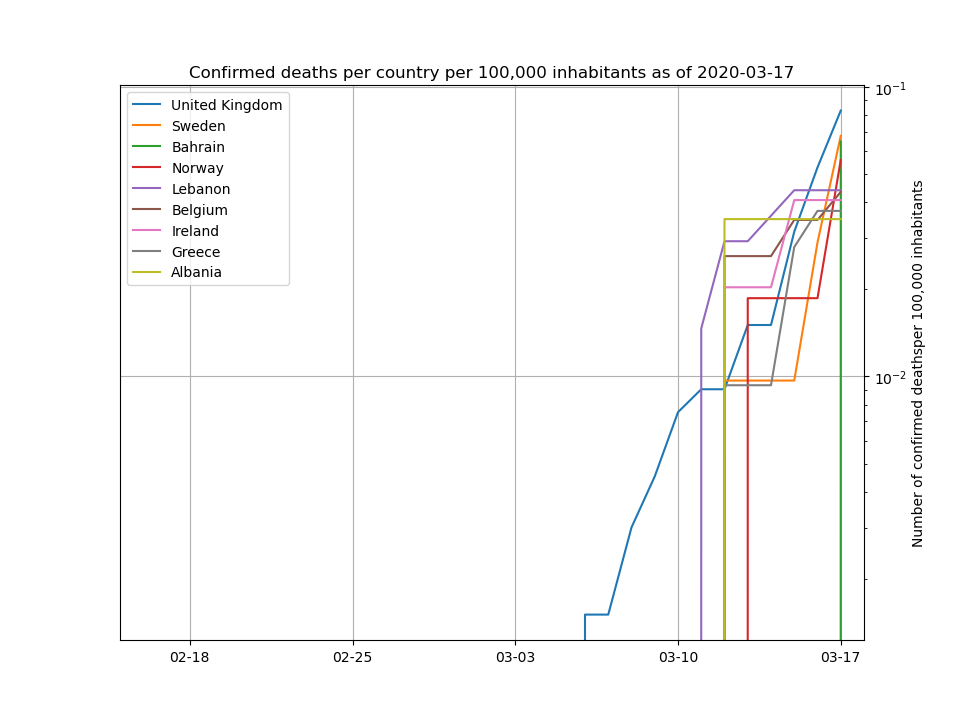 Confirmed deaths per country per 100,000 inhabitants as of 2020-03-17
United Kingdom
Sweden
Bahrain
Norway
Lebanon
Belgium
Ireland
Greece
Albania
10⁻¹
10⁻²
Number of confirmed deathsper 100,000 inhabitants
02-18
02-25
03-03
03-10
03-17